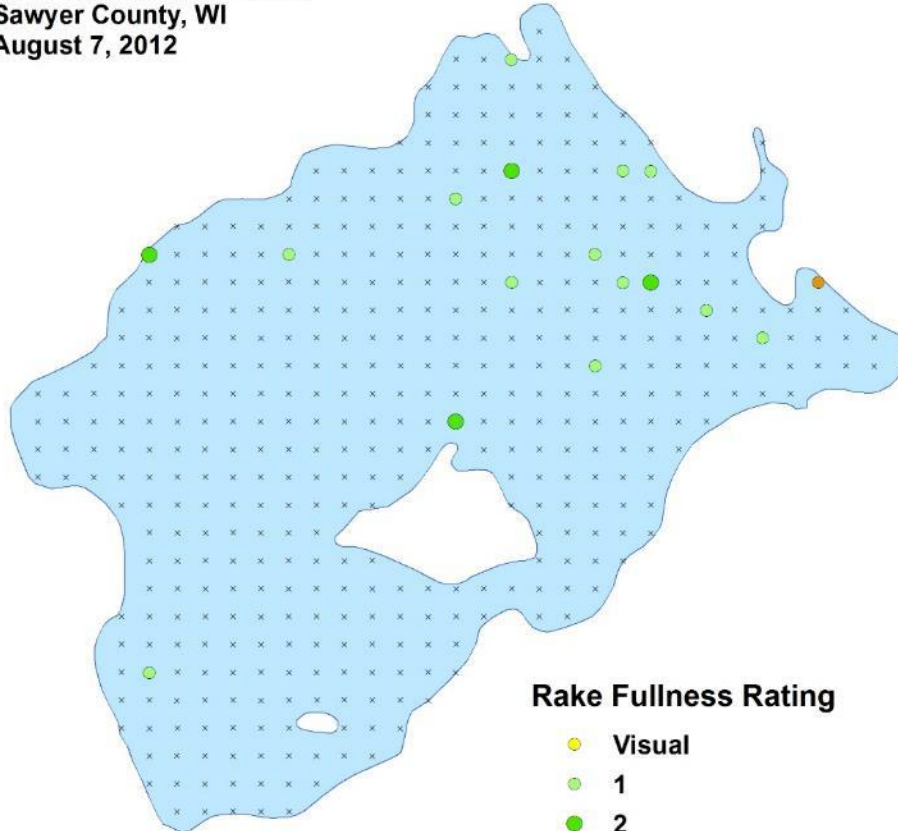 Sawyer County, WI
August 7, 2012
Rake Fullness Rating
Visual
1
2